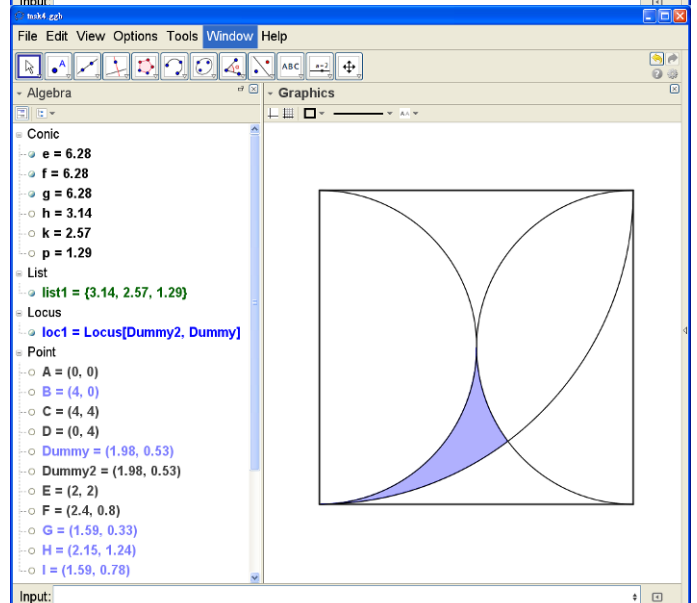 Input:
task4.ggb
File Edit View Options Tools Window Help
A
ABC
a=2
Algebra
Graphics
Conic
e = 6.28
f = 6.28
g = 6.28
h = 3.14
k = 2.57
p = 1.29
List
list1 = {3.14, 2.57, 1.29}
Locus
loc1 = Locus[Dummy2, Dummy]
Point
A = (0, 0)
B = (4, 0)
C = (4, 4)
D = (0, 4)
Dummy = (1.98, 0.53)
Dummy2 = (1.98, 0.53)
E = (2, 2)
F = (2.4, 0.8)
G = (1.59, 0.33)
H = (2.15, 1.24)
I = (1.59, 0.78)
Input: